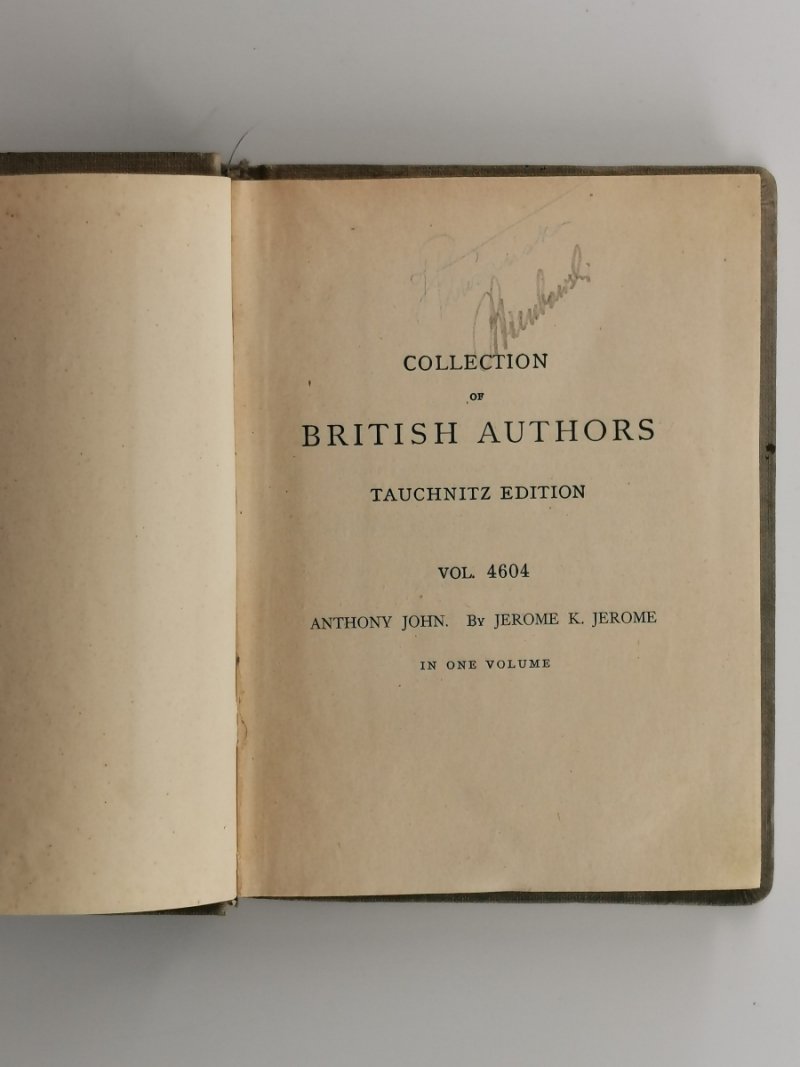 COLLECTION
OF
BRITISH AUTHORS
TAUCHNITZ EDITION
VOL. 4604
ANTHONY JOHN. BY JEROME K. JEROME
IN ONE VOLUME